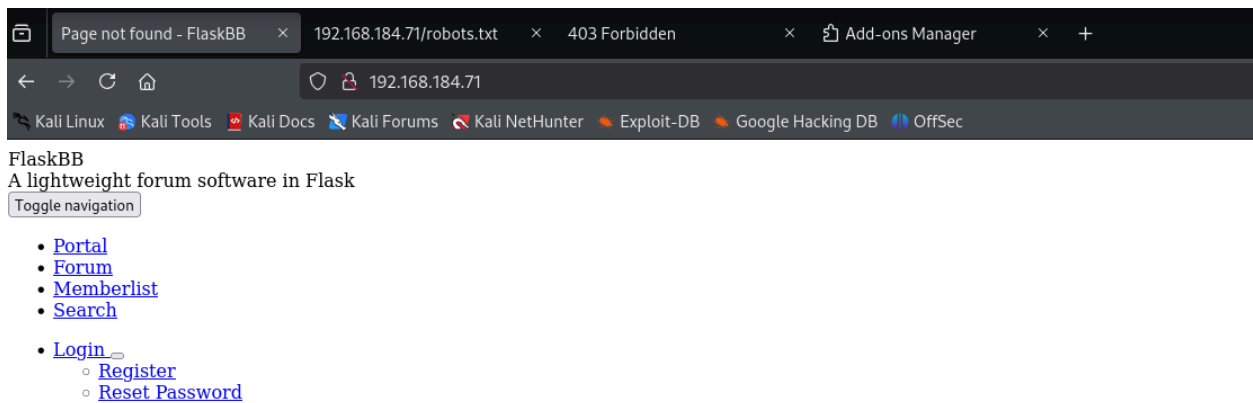 Page not found - FlaskBB × 192.168.184.71/robots.txt × 403 Forbidden × Add-ons Manager × +
192.168.184.71
Kali Linux Kali Tools Kali Docs Kali Forums Kali NetHunter Exploit-DB Google Hacking DB OffSec
FlaskBB
A lightweight forum software in Flask
Toggle navigation
• Portal
• Forum
• Memberlist
• Search
• Login
◦ Register
◦ Reset Password